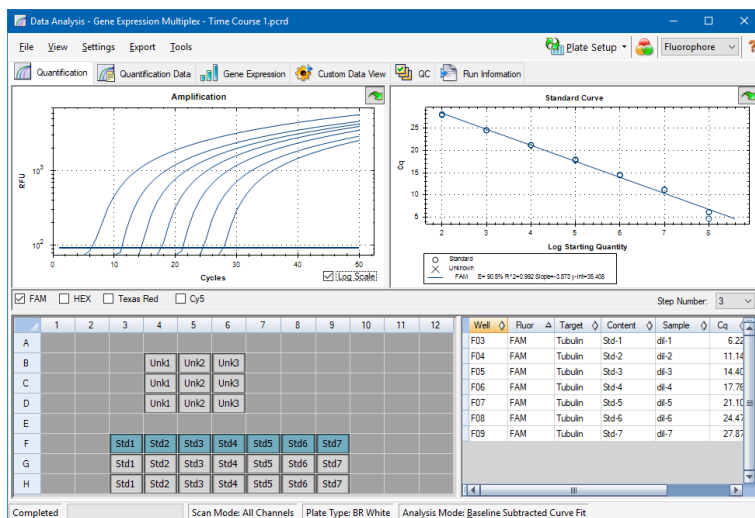 Data Analysis - Gene Expression Multiplex - Time Course 1.pcrd
File View Settings Export Tools
Plate Setup Fluorophore ?
Quantification Quantification Data Gene Expression Custom Data View QC Run Information
Amplification
RFU
10^3
10^2
0 10 20 30 40 50
Cycles
Log Scale
Standard Curve
Cq
25
20
15
10
5
2 3 4 5 6 7 8
Log Starting Quantity
Standard
Unknown
FAM E= 90.5% R^2=0.992 Slope=-3.573 y-int=35.406
FAM HEX Texas Red Cy5
Step Number: 3
1 2 3 4 5 6 7 8 9 10 11 12
A
B Unk1 Unk2 Unk3
C Unk1 Unk2 Unk3
D Unk1 Unk2 Unk3
E
F Std1 Std2 Std3 Std4 Std5 Std6 Std7
G Std1 Std2 Std3 Std4 Std5 Std6 Std7
H Std1 Std2 Std3 Std4 Std5 Std6 Std7
Well Fluor Target Content Sample Cq
F03 FAM Tubulin Std-1 dil-1 6.22
F04 FAM Tubulin Std-2 dil-2 11.14
F05 FAM Tubulin Std-3 dil-3 14.40
F06 FAM Tubulin Std-4 dil-4 17.76
F07 FAM Tubulin Std-5 dil-5 21.10
F08 FAM Tubulin Std-6 dil-6 24.47
F09 FAM Tubulin Std-7 dil-7 27.87
Completed Scan Mode: All Channels Plate Type: BR White Analysis Mode: Baseline Subtracted Curve Fit